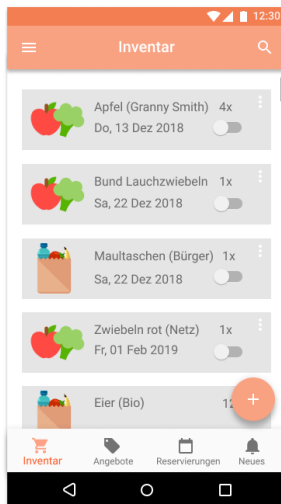 12:30
Inventar
Apfel (Granny Smith) 4x
Do, 13 Dez 2018
Bund Lauchzwiebeln 1x
Sa, 22 Dez 2018
Maultaschen (Bürger) 1x
Sa, 22 Dez 2018
Zwiebeln rot (Netz) 1x
Fr, 01 Feb 2019
Eier (Bio)
Inventar Angebote Reservierungen Neues